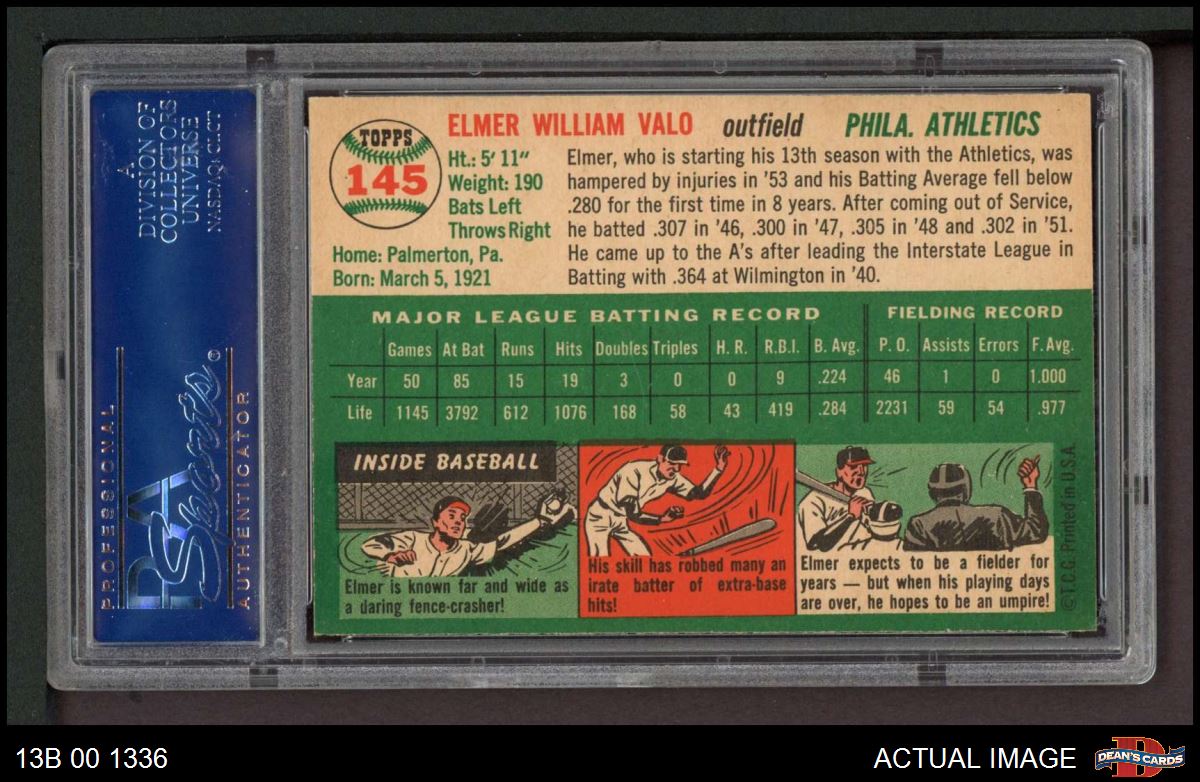 A
DIVISION OF
COLLECTORS
UNIVERSE
NASDAQ: CLCT
PROFESSIONAL
PSA
Sports®
AUTHENTICATOR
TOPPS
145
ELMER WILLIAM VALO outfield PHILA. ATHLETICS
Ht.: 5' 11"
Weight: 190
Bats Left
Throws Right
Home: Palmerton, Pa.
Born: March 5, 1921
Elmer, who is starting his 13th season with the Athletics, was
hampered by injuries in '53 and his Batting Average fell below
.280 for the first time in 8 years. After coming out of Service,
he batted .307 in '46, .300 in '47, .305 in '48 and .302 in '51.
He came up to the A's after leading the Interstate League in
Batting with .364 at Wilmington in '40.
MAJOR LEAGUE BATTING RECORD FIELDING RECORD
Games At Bat Runs Hits Doubles Triples H. R. R.B.I. B. Avg. P. O. Assists Errors F. Avg.
Year 50 85 15 19 3 0 0 9 .224 46 1 0 1.000
Life 1145 3792 612 1076 168 58 43 419 .284 2231 59 54 .977
INSIDE BASEBALL
Elmer is known far and wide as
a daring fence-crasher!
His skill has robbed many an
irate batter of extra-base
hits!
Elmer expects to be a fielder for
years — but when his playing days
are over, he hopes to be an umpire!
© T.C.G. Printed in U.S.A.
13B 00 1336
ACTUAL IMAGE
DEAN'S CARDS